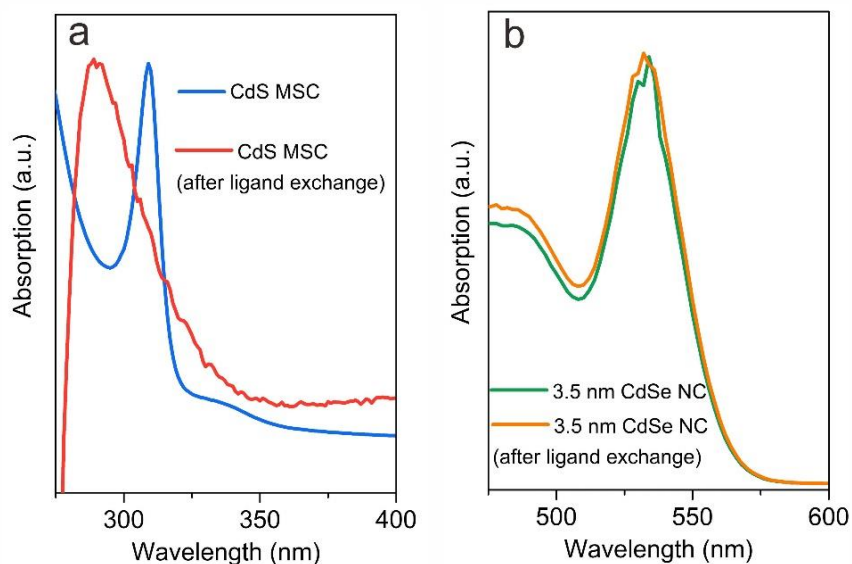 a
CdS MSC
CdS MSC
(after ligand exchange)
Absorption (a.u.)
300
350
400
Wavelength (nm)
b
3.5 nm CdSe NC
3.5 nm CdSe NC
(after ligand exchange)
Absorption (a.u.)
500
550
600
Wavelength (nm)